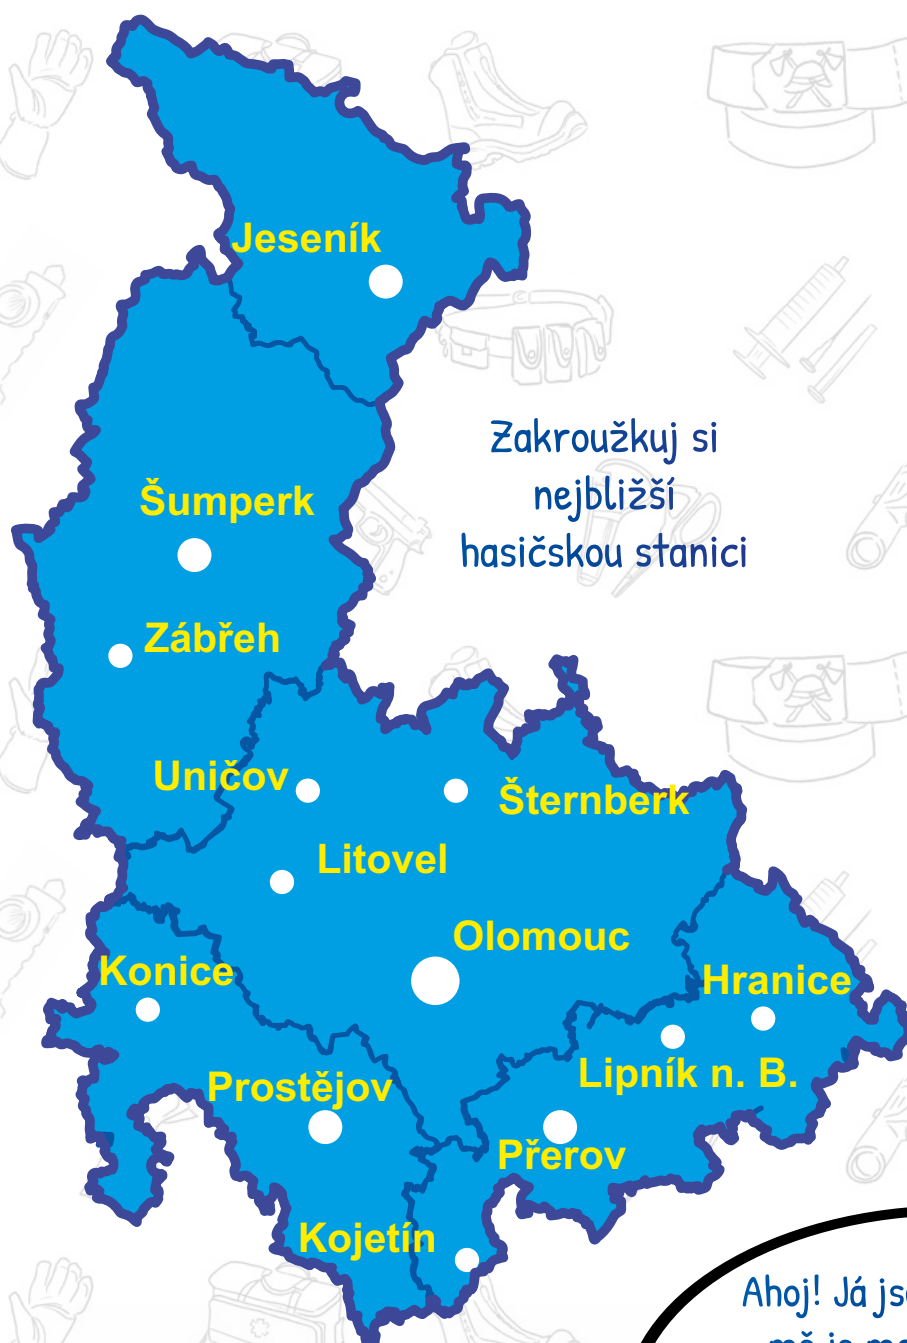 Jeseník
Zakroužkuj si
nejbližší
hasičskou stanici
Šumperk
Zábřeh
Uničov
Šternberk
Litovel
Olomouc
Konice
Hranice
Lipník n. B.
Prostějov
Přerov
Kojetín
Ahoj! Já